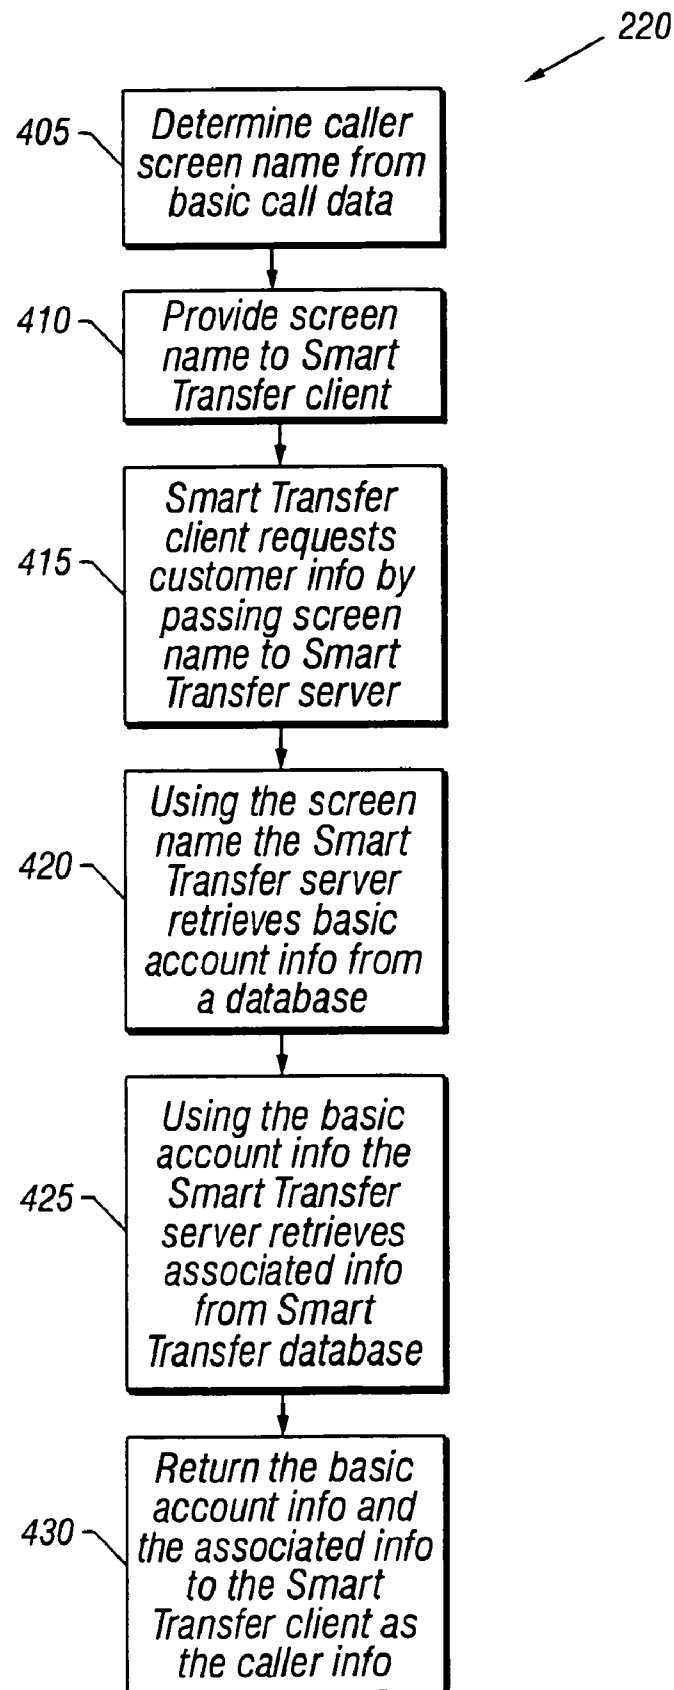 220
405
Determine caller
screen name from
basic call data
410
Provide screen
name to Smart
Transfer client
415
Smart Transfer
client requests
customer info by
passing screen
name to Smart
Transfer server
420
Using the screen
name the Smart
Transfer server
retrieves basic
account info from
a database
425
Using the basic
account info the
Smart Transfer
server retrieves
associated info
from Smart
Transfer database
430
Return the basic
account info and
the associated info
to the Smart
Transfer client as
the caller info